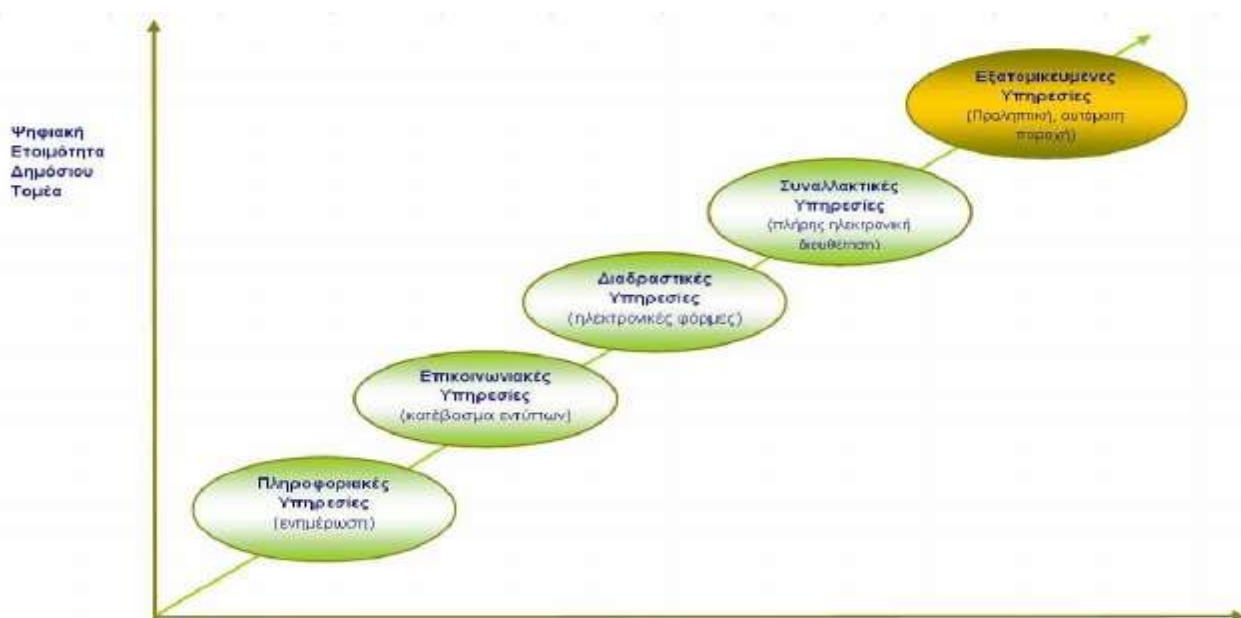 Ψηφιακή
Ετοιμότητα
Δημόσιου
Τομέα
Εξατομικευμένες
Υπηρεσίες
(Προληπτική, αυτόματη
παροχή)
Συναλλακτικές
Υπηρεσίες
(πλήρης ηλεκτρονική
διευθέτηση)
Διαδραστικές
Υπηρεσίες
(ηλεκτρονικές φόρμες)
Επικοινωνιακές
Υπηρεσίες
(κατέβασμα εντύπων)
Πληροφοριακές
Υπηρεσίες
(ενημέρωση)